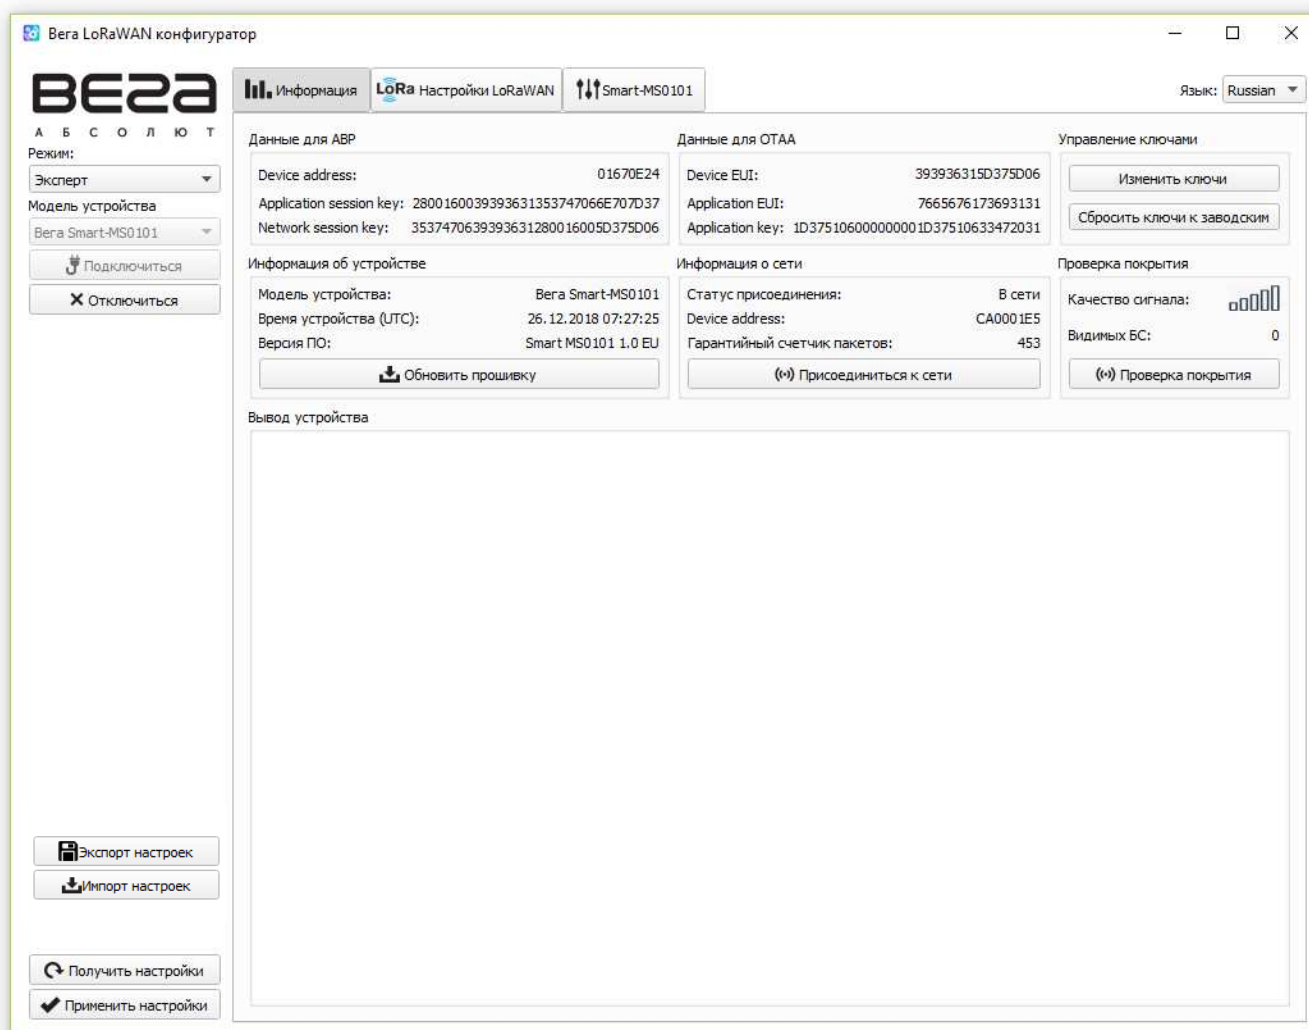 Вега LoRaWAN конфигуратор
ВЕГА
АБСОЛЮТ
Режим:
Эксперт
Модель устройства
Вега Smart-MS0101
Подключиться
Отключиться
Экспорт настроек
Импорт настроек
Получить настройки
Применить настройки
Информация
LoRa Настройки LoRaWAN
Smart-MS0101
Язык: Russian
Данные для ABP
Device address: 01670E24
Application session key: 2800160039393631353747066E707D37
Network session key: 3537470639393631280016005D375D06
Данные для OTAA
Device EUI: 393936315D375D06
Application EUI: 7665676173693131
Application key: 1D375106000000001D37510633472031
Управление ключами
Изменить ключи
Сбросить ключи к заводским
Информация об устройстве
Модель устройства: Вега Smart-MS0101
Время устройства (UTC): 26.12.2018 07:27:25
Версия ПО: Smart MS0101 1.0 EU
Обновить прошивку
Информация о сети
Статус присоединения: В сети
Device address: CA0001E5
Гарантийный счетчик пакетов: 453
Присоединиться к сети
Проверка покрытия
Качество сигнала:
Видимых БС: 0
Проверка покрытия
Вывод устройства